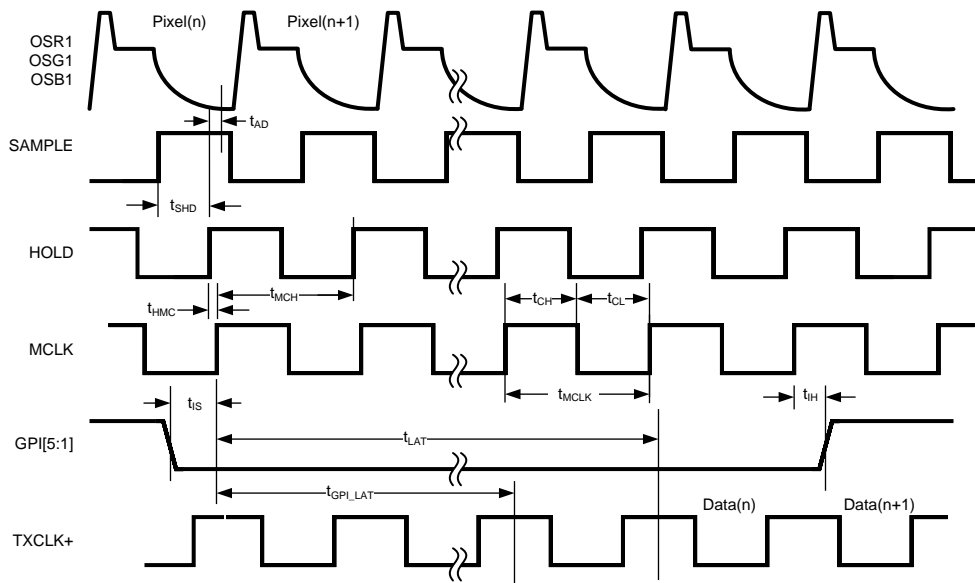 Pixel(n) Pixel(n+1)
OSR1
OSG1
OSB1
tAD
SAMPLE
tSHD
HOLD
tMCH
tCH tCL
tHMC
MCLK
tMCLK
tIS
tIH
GPI[5:1]
tLAT
tGPI_LAT
Data(n) Data(n+1)
TXCLK+